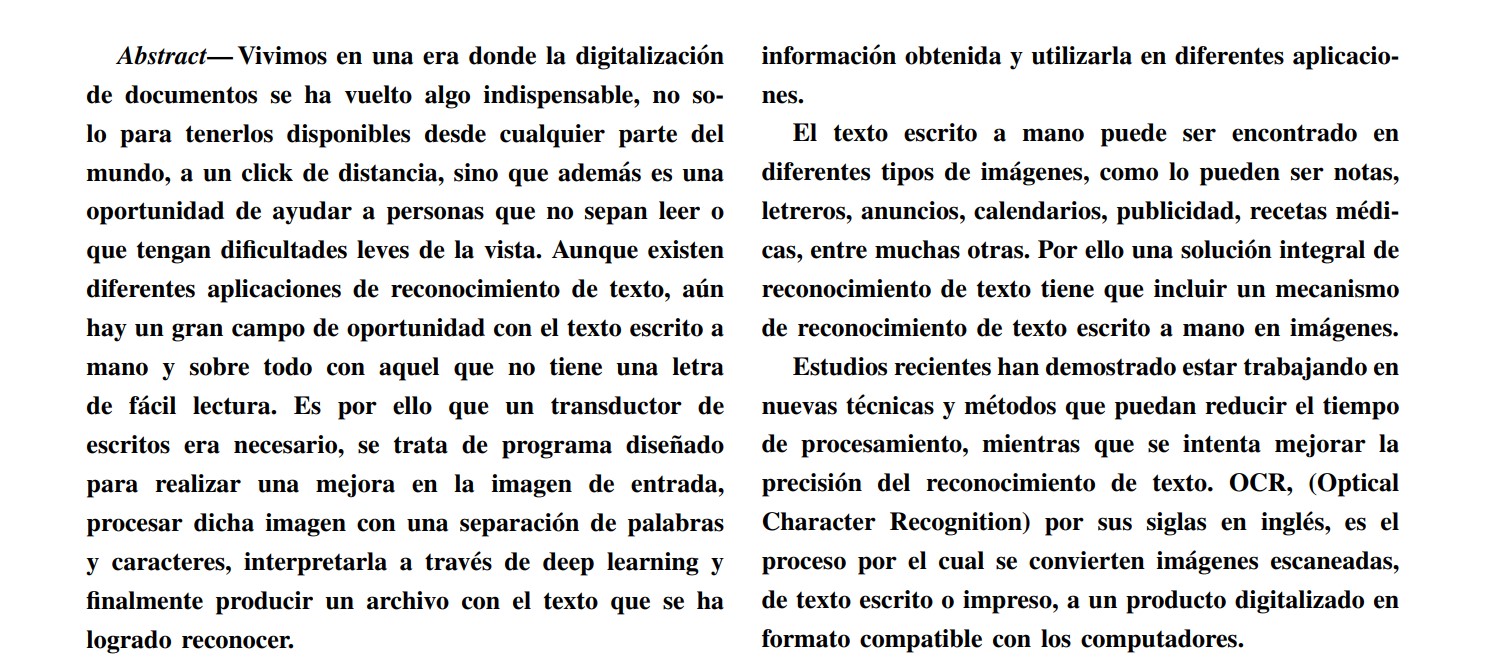 Abstract— Vivimos en una era donde la digitalización
de documentos se ha vuelto algo indispensable, no so-
lo para tenerlos disponibles desde cualquier parte del
mundo, a un click de distancia, sino que además es una
oportunidad de ayudar a personas que no sepan leer o
que tengan dificultades leves de la vista. Aunque existen
diferentes aplicaciones de reconocimiento de texto, aún
hay un gran campo de oportunidad con el texto escrito a
mano y sobre todo con aquel que no tiene una letra
de fácil lectura. Es por ello que un transductor de
escritos era necesario, se trata de programa diseñado
para realizar una mejora en la imagen de entrada,
procesar dicha imagen con una separación de palabras
y caracteres, interpretarla a través de deep learning y
finalmente producir un archivo con el texto que se ha
logrado reconocer.
información obtenida y utilizarla en diferentes aplicacio-
nes.
El texto escrito a mano puede ser encontrado en
diferentes tipos de imágenes, como lo pueden ser notas,
letreros, anuncios, calendarios, publicidad, recetas médi-
cas, entre muchas otras. Por ello una solución integral de
reconocimiento de texto tiene que incluir un mecanismo
de reconocimiento de texto escrito a mano en imágenes.
Estudios recientes han demostrado estar trabajando en
nuevas técnicas y métodos que puedan reducir el tiempo
de procesamiento, mientras que se intenta mejorar la
precisión del reconocimiento de texto. OCR, (Optical
Character Recognition) por sus siglas en inglés, es el
proceso por el cual se convierten imágenes escaneadas,
de texto escrito o impreso, a un producto digitalizado en
formato compatible con los computadores.